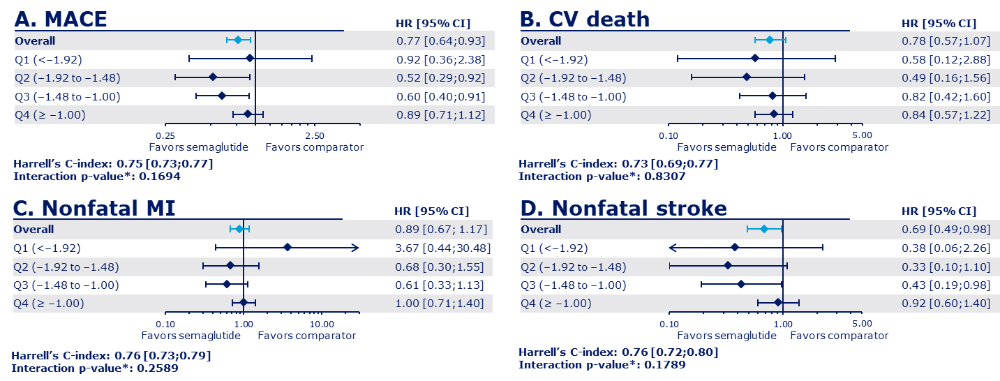 A. MACE
HR [95% CI]
Overall 0.77 [0.64;0.93]
Q1 (<–1.92) 0.92 [0.36;2.38]
Q2 (–1.92 to –1.48) 0.52 [0.29;0.92]
Q3 (–1.48 to –1.00) 0.60 [0.40;0.91]
Q4 (≥ –1.00) 0.89 [0.71;1.12]
0.25 2.50
Favors semaglutide Favors comparator
Harrell’s C-index: 0.75 [0.73;0.77]
Interaction p-value*: 0.1694
B. CV death
HR [95% CI]
Overall 0.78 [0.57;1.07]
Q1 (<–1.92) 0.58 [0.12;2.88]
Q2 (–1.92 to –1.48) 0.49 [0.16;1.56]
Q3 (–1.48 to –1.00) 0.82 [0.42;1.60]
Q4 (≥ –1.00) 0.84 [0.57;1.22]
0.10 1.00 5.00
Favors semaglutide Favors comparator
Harrell’s C-index: 0.73 [0.69;0.77]
Interaction p-value*: 0.8307
C. Nonfatal MI
HR [95% CI]
Overall 0.89 [0.67; 1.17]
Q1 (<–1.92) 3.67 [0.44;30.48]
Q2 (–1.92 to –1.48) 0.68 [0.30;1.55]
Q3 (–1.48 to –1.00) 0.61 [0.33;1.13]
Q4 (≥ –1.00) 1.00 [0.71;1.40]
0.10 1.00 10.00
Favors semaglutide Favors comparator
Harrell’s C-index: 0.76 [0.73;0.79]
Interaction p-value*: 0.2589
D. Nonfatal stroke
HR [95% CI]
Overall 0.69 [0.49;0.98]
Q1 (<–1.92) 0.38 [0.06;2.26]
Q2 (–1.92 to –1.48) 0.33 [0.10;1.10]
Q3 (–1.48 to –1.00) 0.43 [0.19;0.98]
Q4 (≥ –1.00) 0.92 [0.60;1.40]
0.10 1.00 5.00
Favors semaglutide Favors comparator
Harrell’s C-index: 0.76 [0.72;0.80]
Interaction p-value*: 0.1789